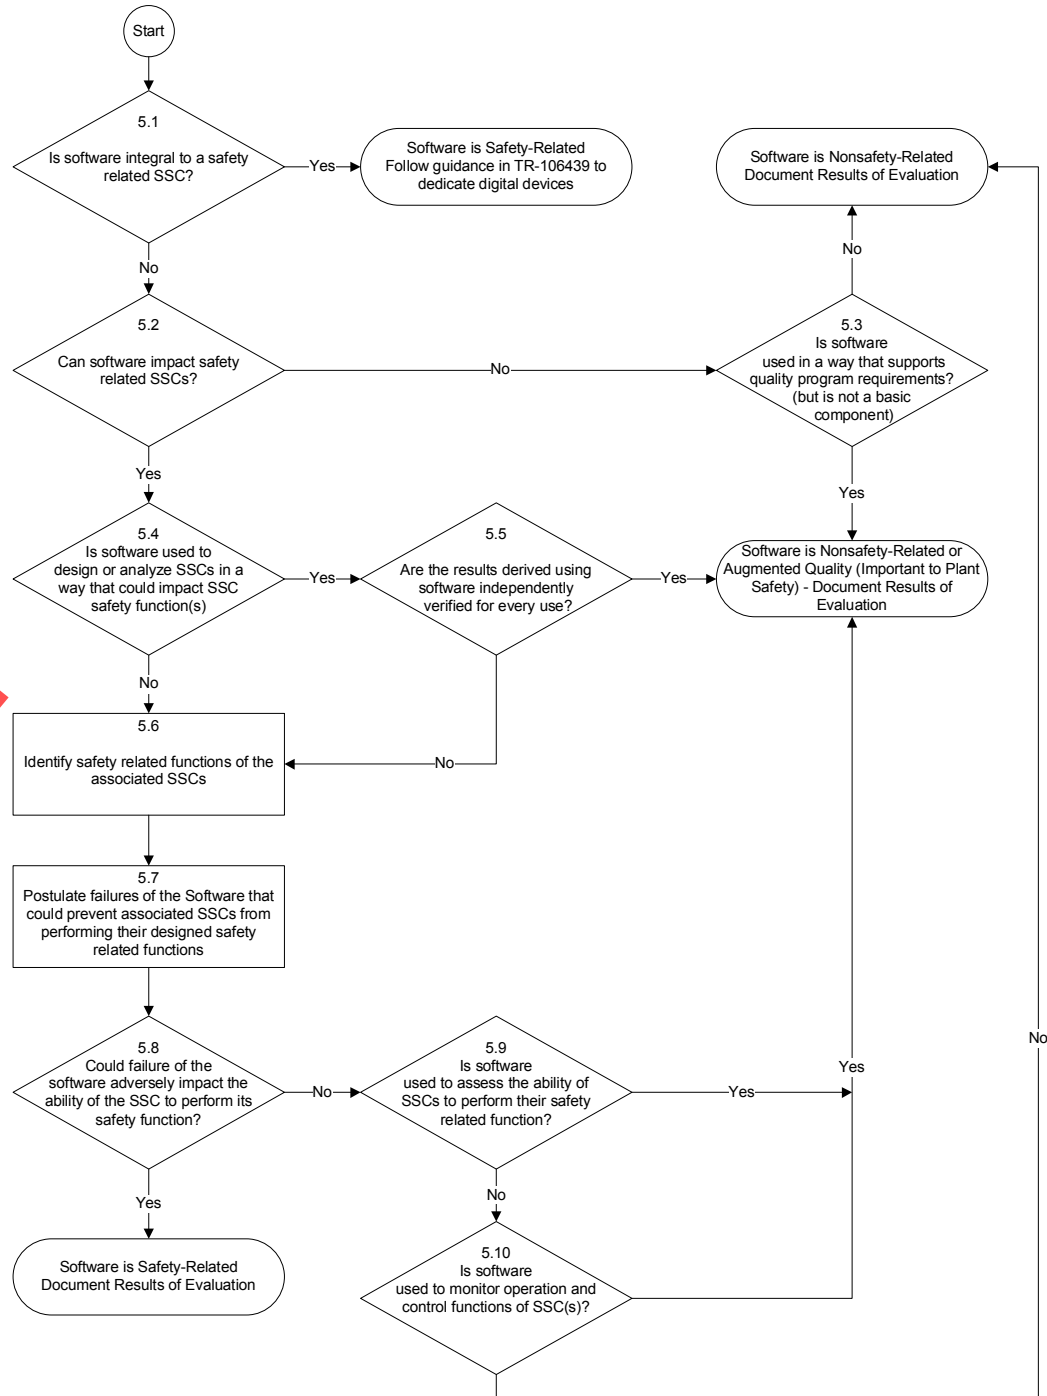 Start
5.1
Is software integral to a safety
related SSC?
Yes
Software is Safety-Related
Follow guidance in TR-106439 to
dedicate digital devices
Software is Nonsafety-Related
Document Results of Evaluation
No
No
5.2
Can software impact safety
related SSCs?
No
5.3
Is software
used in a way that supports
quality program requirements?
(but is not a basic
component)
Yes
Yes
5.4
Is software used to
design or analyze SSCs in a
way that could impact SSC
safety function(s)
Yes
5.5
Are the results derived using
software independently
verified for every use?
Yes
Software is Nonsafety-Related or
Augmented Quality (Important to Plant
Safety) - Document Results of
Evaluation
No
5.6
Identify safety related functions of the
associated SSCs
No
5.7
Postulate failures of the Software that
could prevent associated SSCs from
performing their designed safety
related functions
5.8
Could failure of the
software adversely impact the
ability of the SSC to perform its
safety function?
No
5.9
Is software
used to assess the ability of
SSCs to perform their safety
related function?
Yes
Yes
No
Yes
No
Software is Safety-Related
Document Results of Evaluation
5.10
Is software
used to monitor operation and
control functions of SSC(s)?